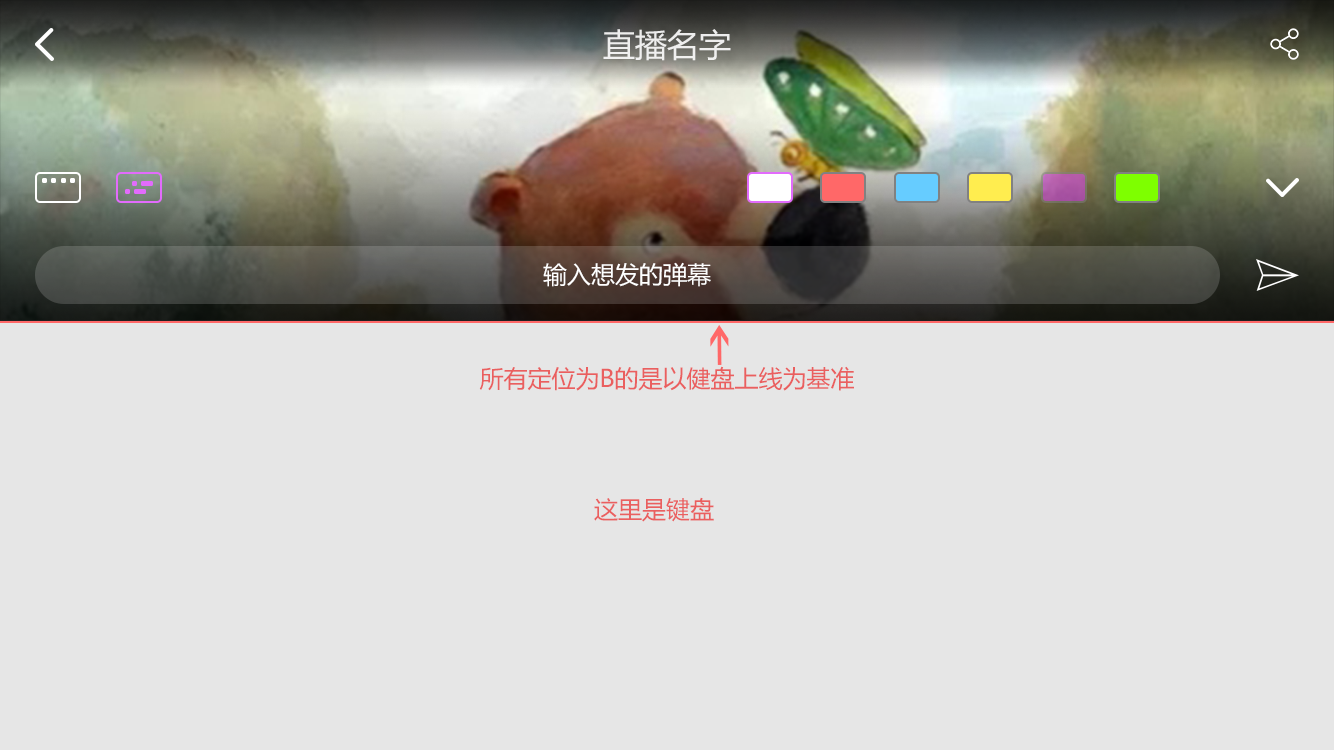 直播名字
输入想发的弹幕
所有定位为B的是以健盘上线为基准
这里是键盘